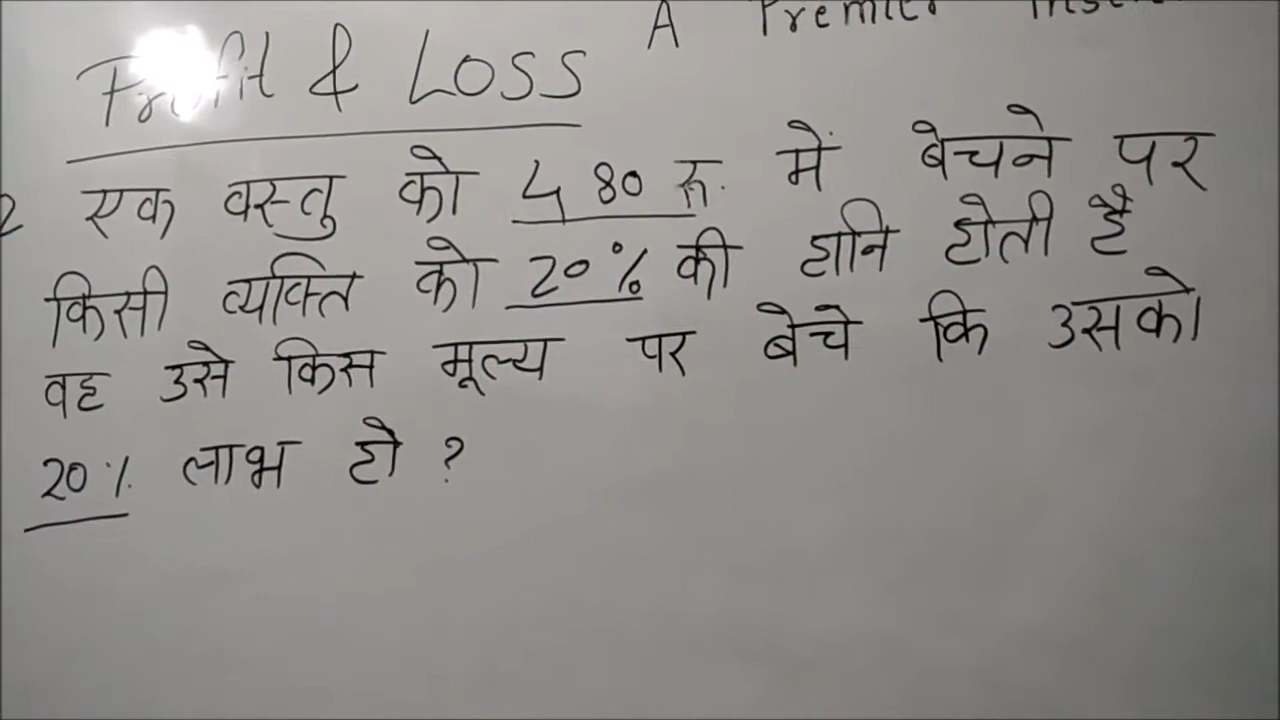 A Premier
Profit & Loss
एक वस्तु को 480 रु. में बेचने पर
किसी व्यक्ति को 20% की हानि होती है
वह उसे किस मूल्य पर बेचे कि उसको
20% लाभ हो ?